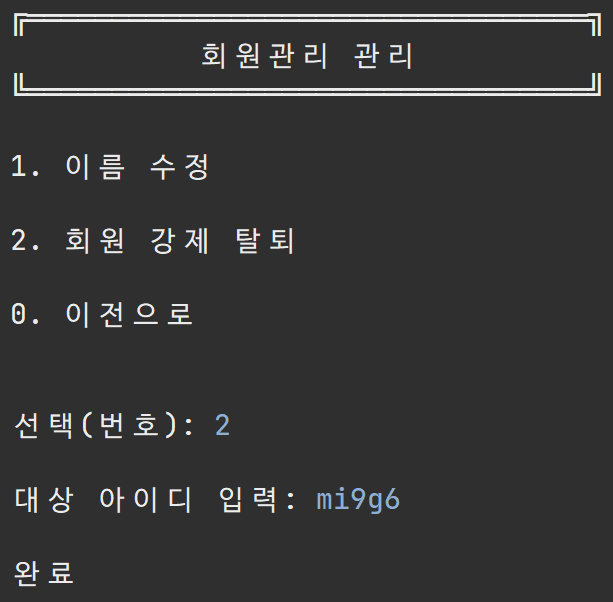 회원관리 관리
1. 이름 수정
2. 회원 강제 탈퇴
0. 이전으로
선택(번호): 2
대상 아이디 입력: mi9g6
완료